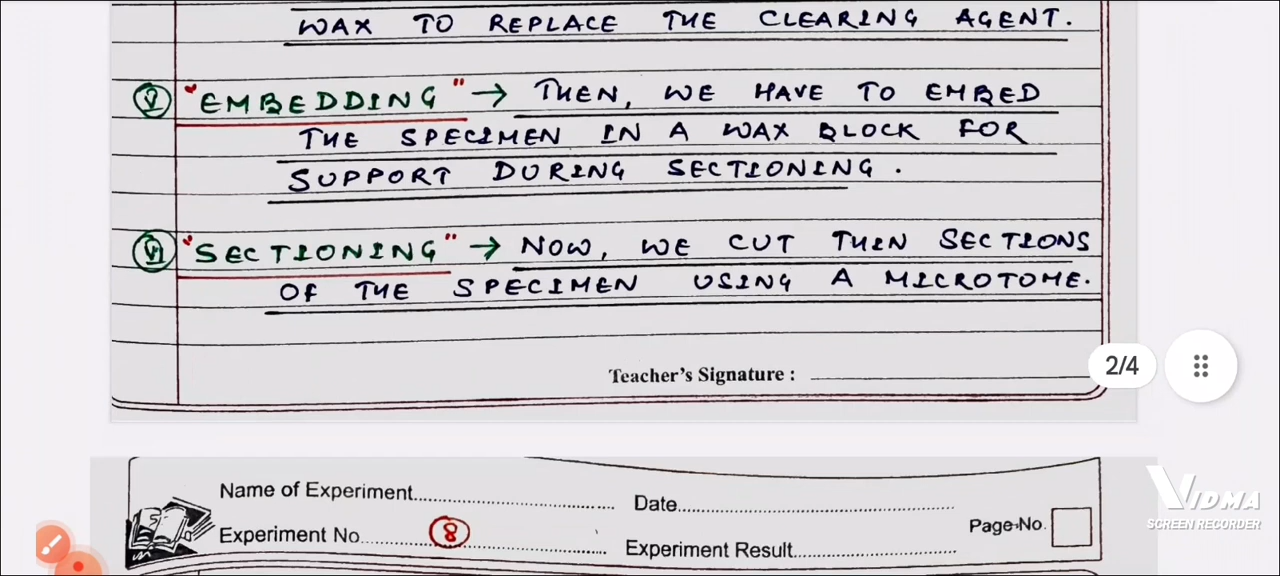 WAX TO REPLACE THE CLEARING AGENT.
V "EMBEDDING" → THEN, WE HAVE TO EMBED
THE SPECIMEN IN A WAX BLOCK FOR
SUPPORT DURING SECTIONING.
VI "SECTIONING" → NOW, WE CUT THIN SECTIONS
OF THE SPECIMEN USING A MICROTOME.
Teacher's Signature :
2/4
Name of Experiment
Date
Experiment No. 8
Page No.
Experiment Result
VIDMA
SCREEN RECORDER